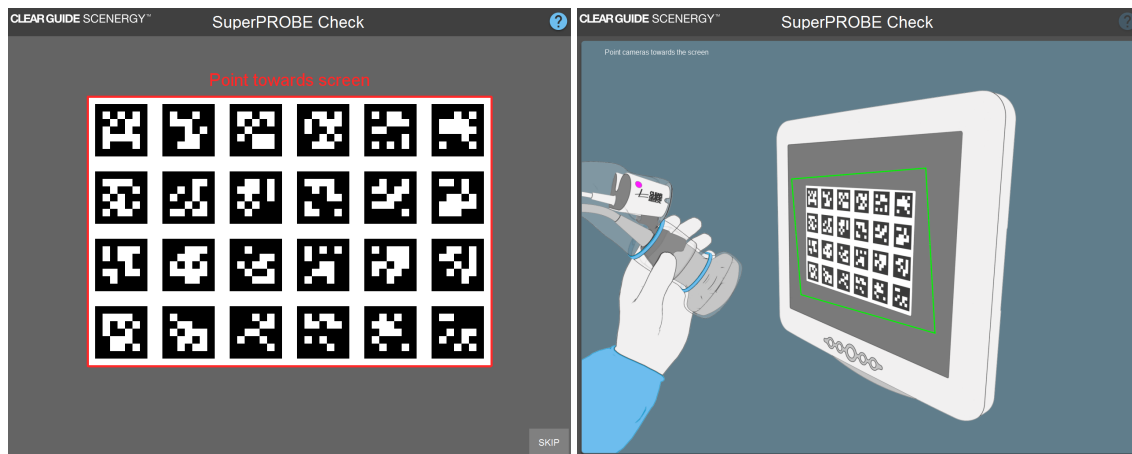 CLEAR GUIDE SCENERGY™
SuperPROBE Check
?
Point towards screen
SKIP
CLEAR GUIDE SCENERGY™
SuperPROBE Check
?
Point cameras towards the screen